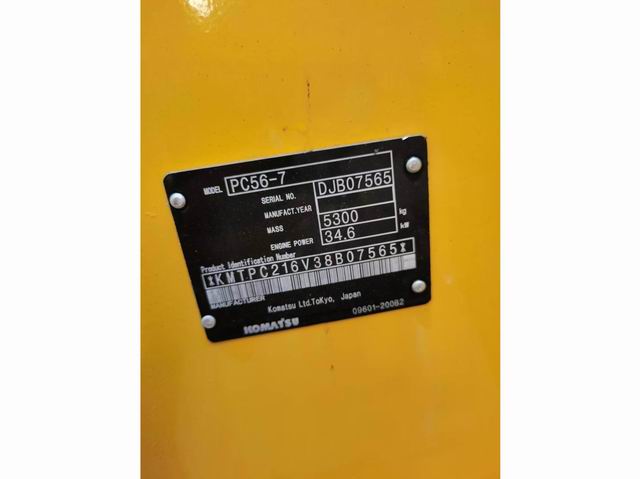 MODEL PC56-7
SERIAL NO. DJB07565
MANUFACT.YEAR
MASS 5300 kg
ENGINE POWER 34.6 kW
Product Identification Number
*KMTPC216V38B07565*
MANUFACTURER
Komatsu Ltd.ToKyo, Japan
KOMATSU 09601-200B2